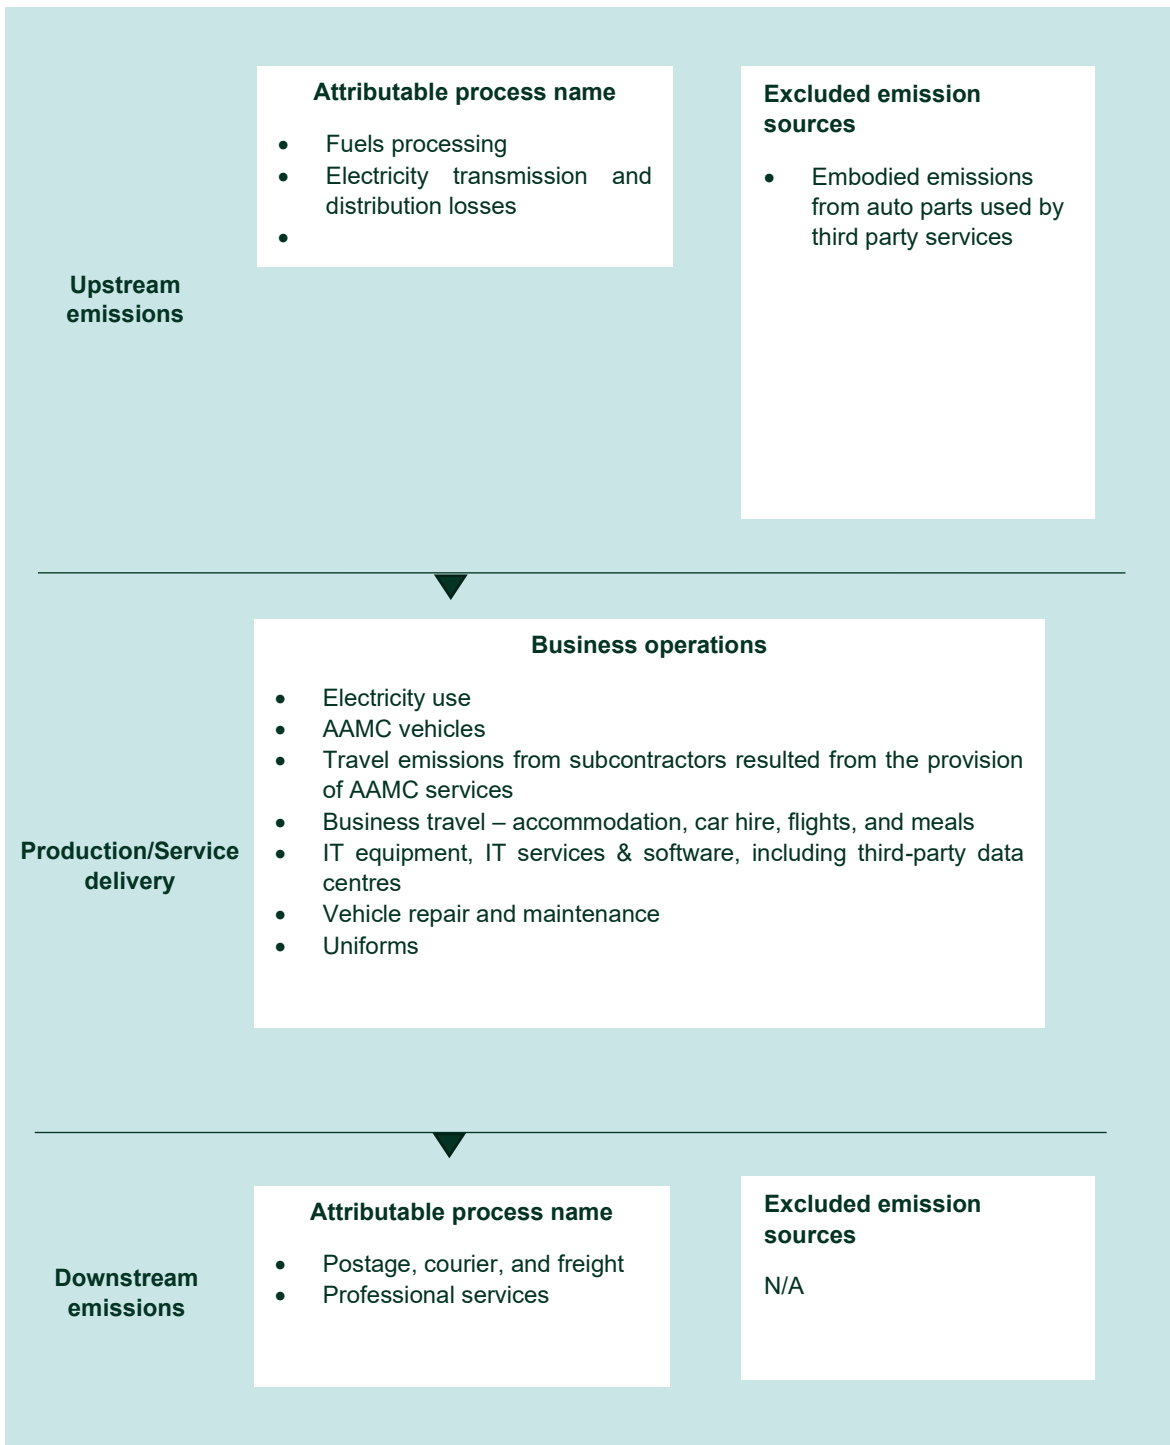 Attributable process name
• Fuels processing
• Electricity transmission and
distribution losses
•
Excluded emission
sources
• Embodied emissions
from auto parts used by
third party services
Upstream
emissions
Business operations
• Electricity use
• AAMC vehicles
• Travel emissions from subcontractors resulted from the provision
of AAMC services
• Business travel – accommodation, car hire, flights, and meals
• IT equipment, IT services & software, including third-party data
centres
• Vehicle repair and maintenance
• Uniforms
Production/Service
delivery
Attributable process name
• Postage, courier, and freight
• Professional services
Excluded emission
sources
N/A
Downstream
emissions